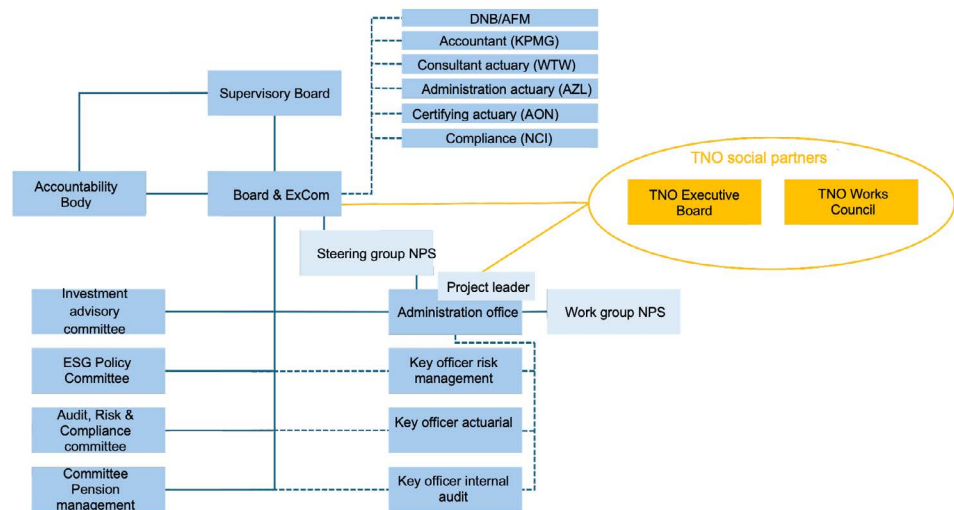 DNB/AFM
Accountant (KPMG)
Consultant actuary (WTW)
Administration actuary (AZL)
Certifying actuary (AON)
Compliance (NCI)
Supervisory Board
Accountability
Body
Board & ExCom
TNO social partners
TNO Executive
Board
TNO Works
Council
Steering group NPS
Project leader
Investment
advisory
committee
Administration office
Work group NPS
ESG Policy
Committee
Key officer risk
management
Audit, Risk &
Compliance
committee
Key officer actuarial
Committee
Pension
management
Key officer internal
audit